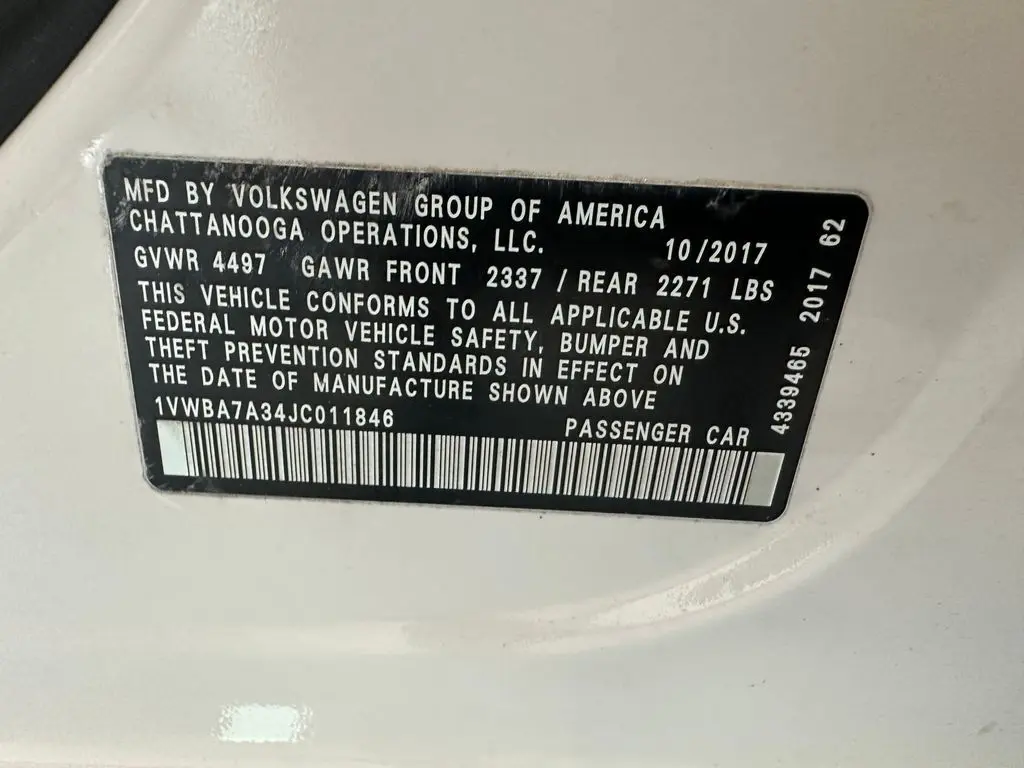 MFD BY VOLKSWAGEN GROUP OF AMERICA
CHATTANOOGA OPERATIONS, LLC. 10/2017
GVWR 4497 GAWR FRONT 2337 / REAR 2271 LBS
THIS VEHICLE CONFORMS TO ALL APPLICABLE U.S.
FEDERAL MOTOR VEHICLE SAFETY, BUMPER AND
THEFT PREVENTION STANDARDS IN EFFECT ON
THE DATE OF MANUFACTURE SHOWN ABOVE
1VWBA7A34JC011846 PASSENGER CAR
4339465 2017 62